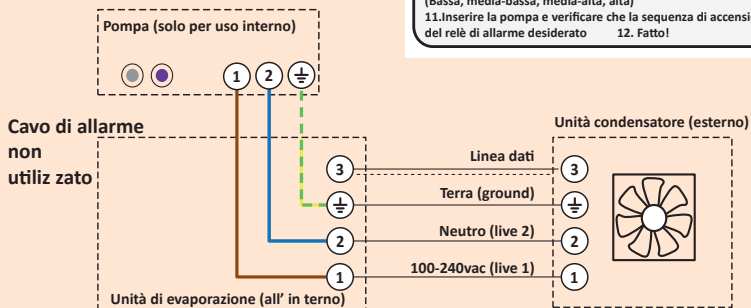 (Bassa, media-bassa, media-alta, alta)
11.Inserire la pompa e verificare che la sequenza di accensi
del relè di allarme desiderato 12. Fatto!
Pompa (solo per uso interno)
1 2
Cavo di allarme
non
utiliz zato
Unità condensatore (esterno)
3 Linea dati 3
Terra (ground)
2 Neutro (live 2) 2
1 100-240vac (live 1) 1
Unità di evaporazione (all' in terno)